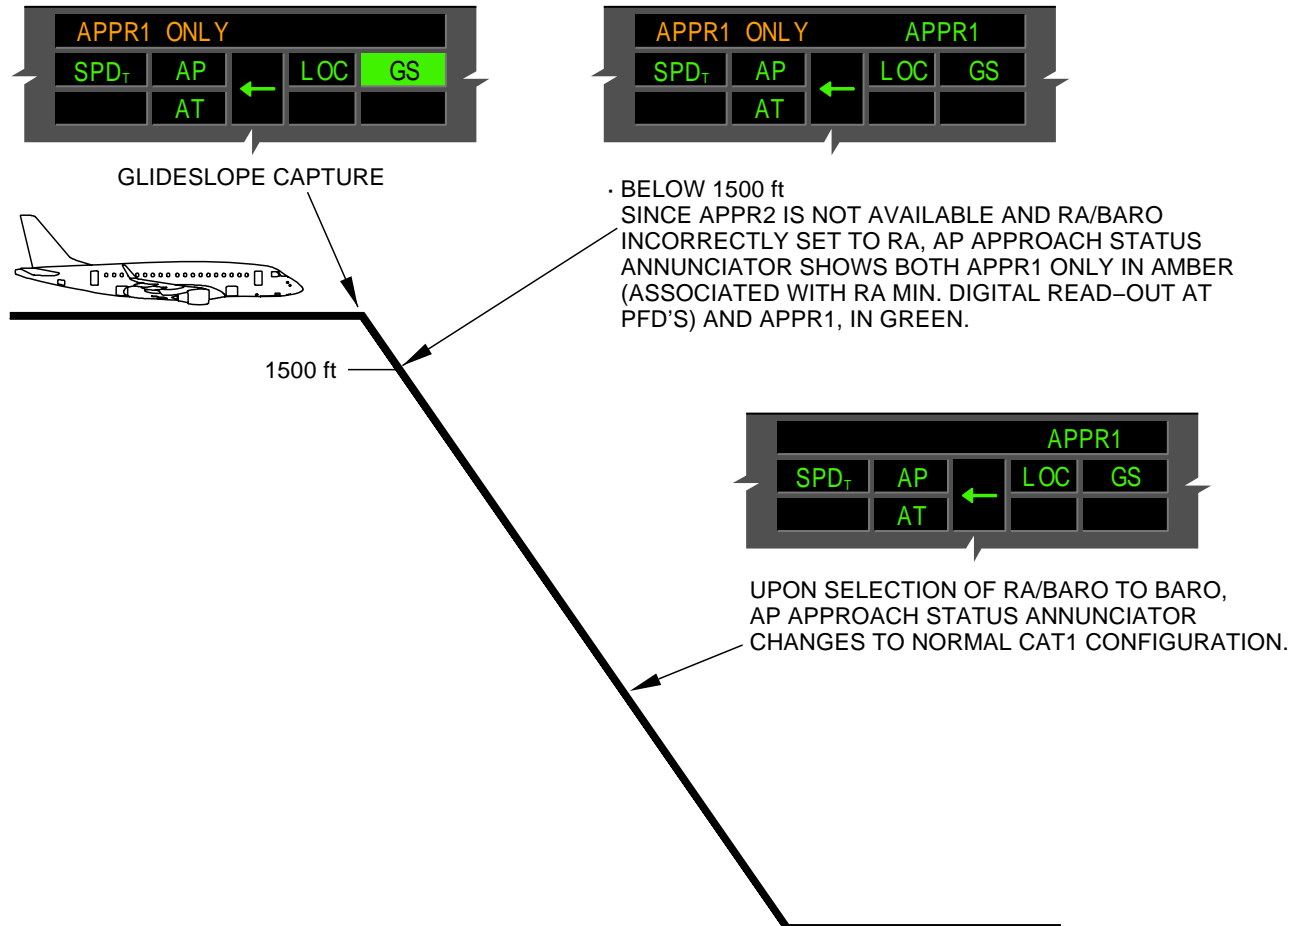 APPR1 ONLY
SPDT AP ← LOC GS
AT
GLIDESLOPE CAPTURE
APPR1 ONLY APPR1
SPDT AP ← LOC GS
AT
· BELOW 1500 ft
SINCE APPR2 IS NOT AVAILABLE AND RA/BARO
INCORRECTLY SET TO RA, AP APPROACH STATUS
ANNUNCIATOR SHOWS BOTH APPR1 ONLY IN AMBER
(ASSOCIATED WITH RA MIN. DIGITAL READ–OUT AT
PFD'S) AND APPR1, IN GREEN.
1500 ft
APPR1
SPDT AP ← LOC GS
AT
UPON SELECTION OF RA/BARO TO BARO,
AP APPROACH STATUS ANNUNCIATOR
CHANGES TO NORMAL CAT1 CONFIGURATION.